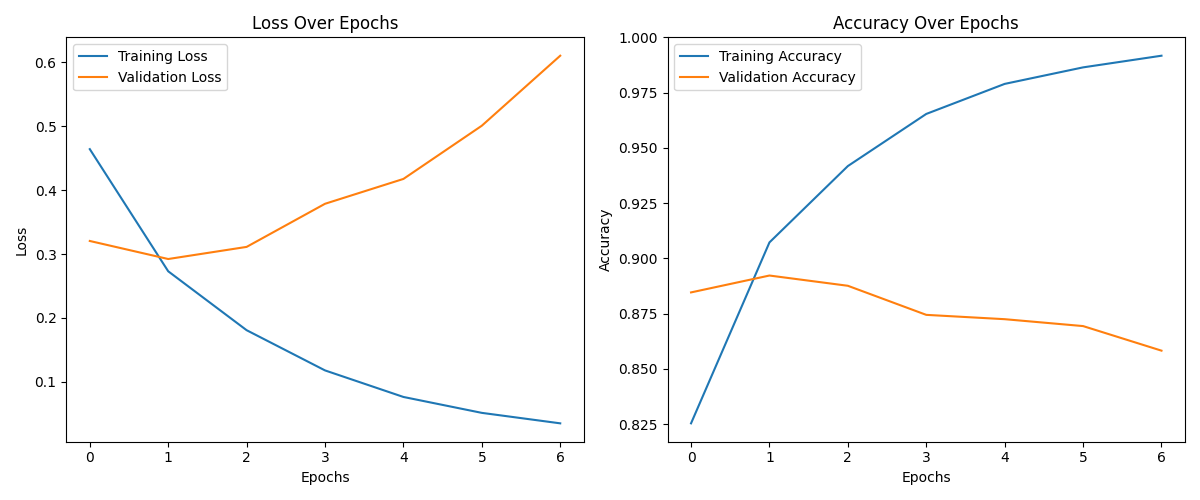 Loss Over Epochs
Training Loss
Validation Loss
0.6
0.5
0.4
0.3
0.2
0.1
Loss
0 1 2 3 4 5 6
Epochs
Accuracy Over Epochs
Training Accuracy
Validation Accuracy
1.000
0.975
0.950
0.925
0.900
0.875
0.850
0.825
Accuracy
0 1 2 3 4 5 6
Epochs